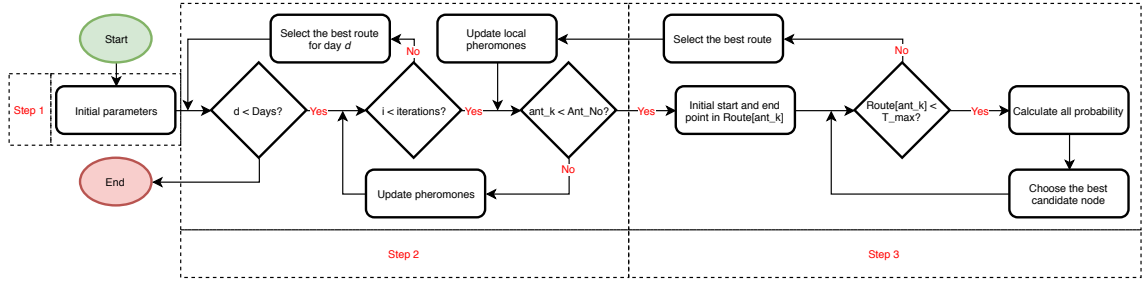 Start
Step 1
Initial parameters
End
Select the best route
for day d
d < Days?
Yes
No
i < iterations?
Yes
Update local
pheromones
ant_k < Ant_No?
Yes
No
Update pheromones
Step 2
Select the best route
No
Initial start and end
point in Route[ant_k]
Route[ant_k] <
T_max?
Yes
Calculate all probability
Choose the best
candidate node
Step 3